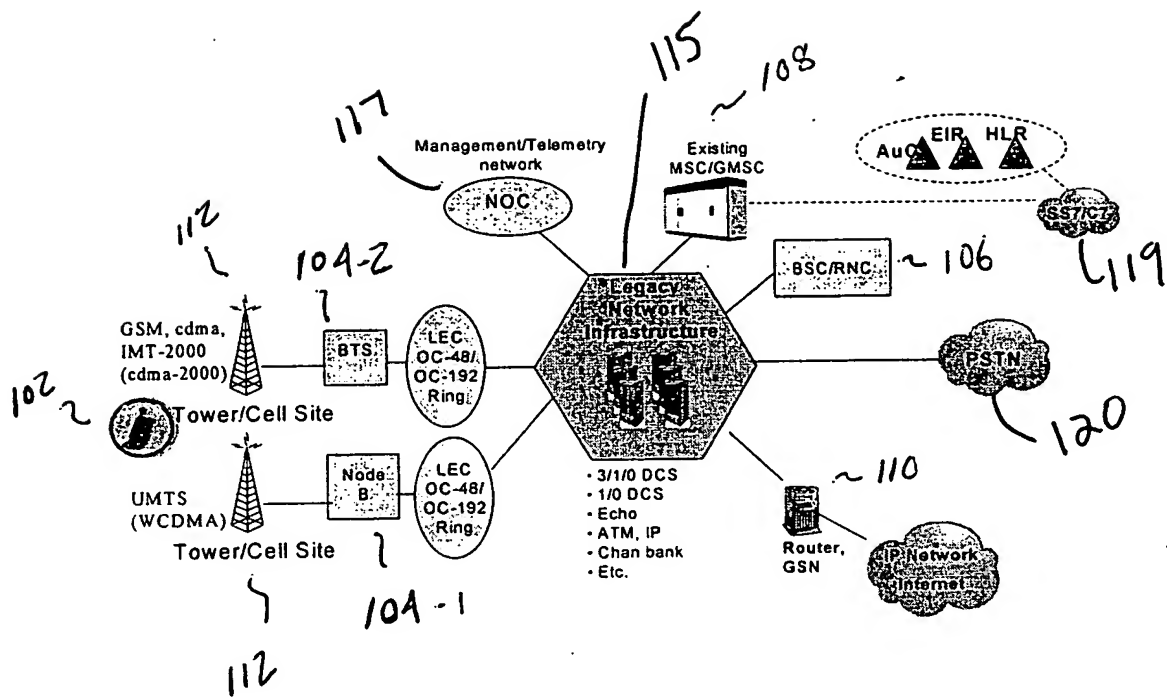 115
~ 108
117
Management/Telemetry
network
NOC
Existing
MSC/GMSC
AuC
EIR
HLR
SS7/C7
119
112
104-2
BSC/RNC
~ 106
GSM, cdma,
IMT-2000
(cdma-2000)
BTS
LEC
OC-48/
OC-192
Ring
Legacy
Network
Infrastructure
PSTN
120
102
Tower/Cell Site
UMTS
(WCDMA)
Node
B
LEC
OC-48/
OC-192
Ring
Tower/Cell Site
104-1
112
• 3/1/0 DCS
• 1/0 DCS
• Echo
• ATM, IP
• Chan bank
• Etc.
~ 110
Router,
GSN
IP Network
Internet